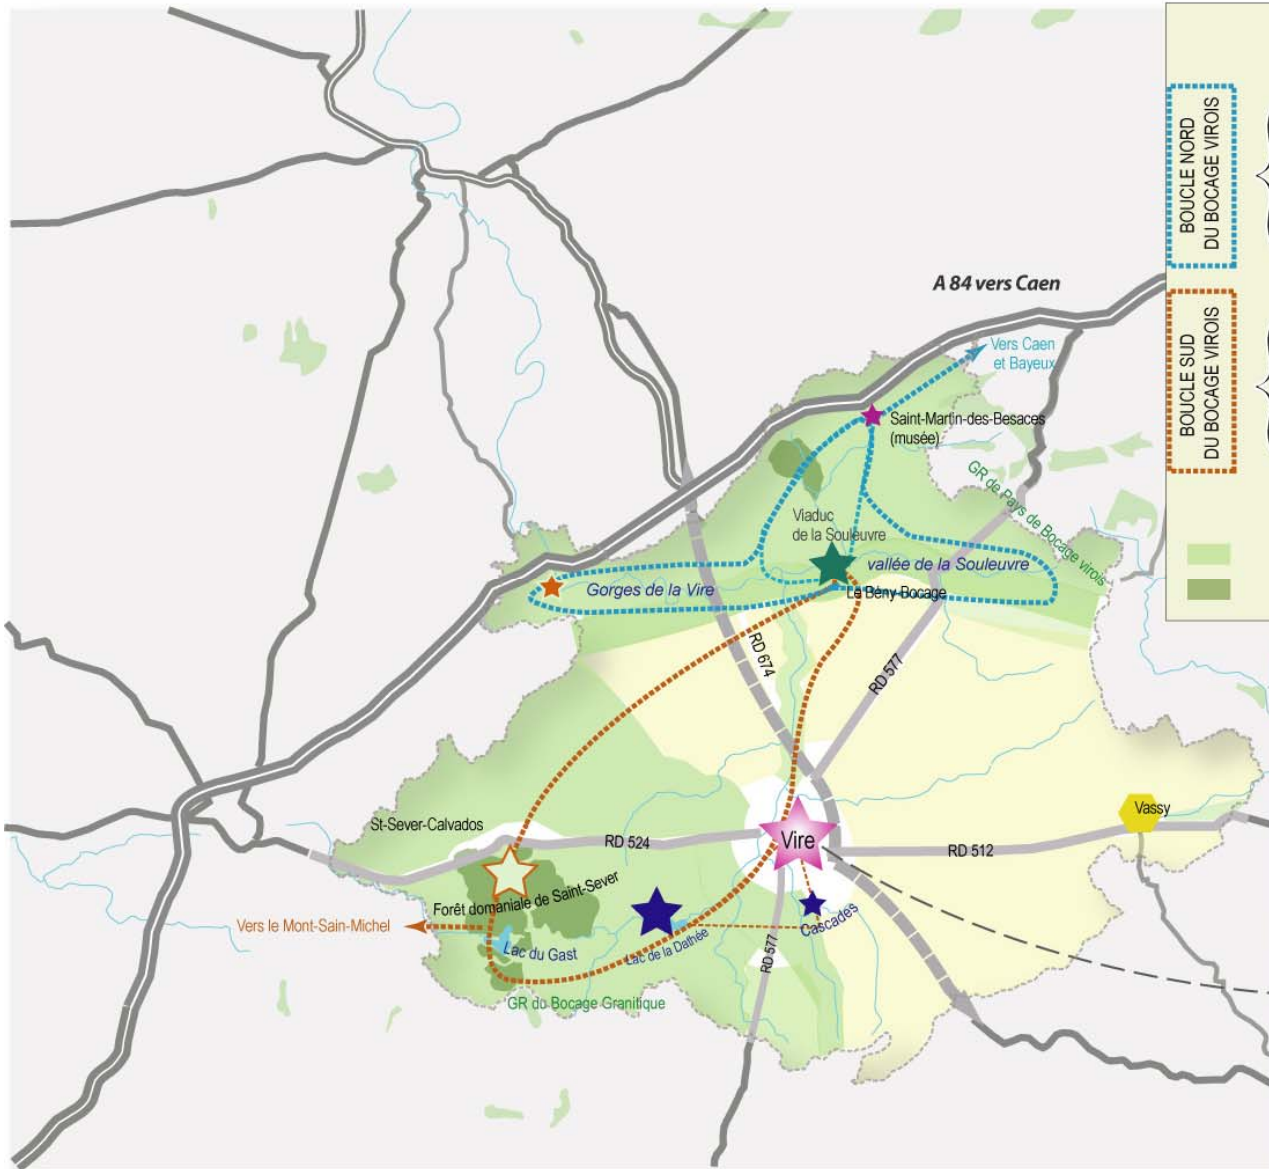 A 84 vers Caen
Vers Caen
et Bayeux
BOUCLE NORD
DU BOCAGE VIROIS
BOUCLE SUD
DU BOCAGE VIROIS
Saint-Martin-des-Besaces
(musée)
GR de Pays de Bocage virois
Viaduc
de la Souleuvre
vallée de la Souleuvre
Gorges de la Vire
Le Bény-Bocage
RD 674
RD 577
St-Sever-Calvados
RD 524
Vire
RD 512
Vassy
Forêt domaniale de Saint-Sever
Vers le Mont-Sain-Michel
Lac du Gast
Lac de la Dathée
Cascades
RD 577
GR du Bocage Granitique